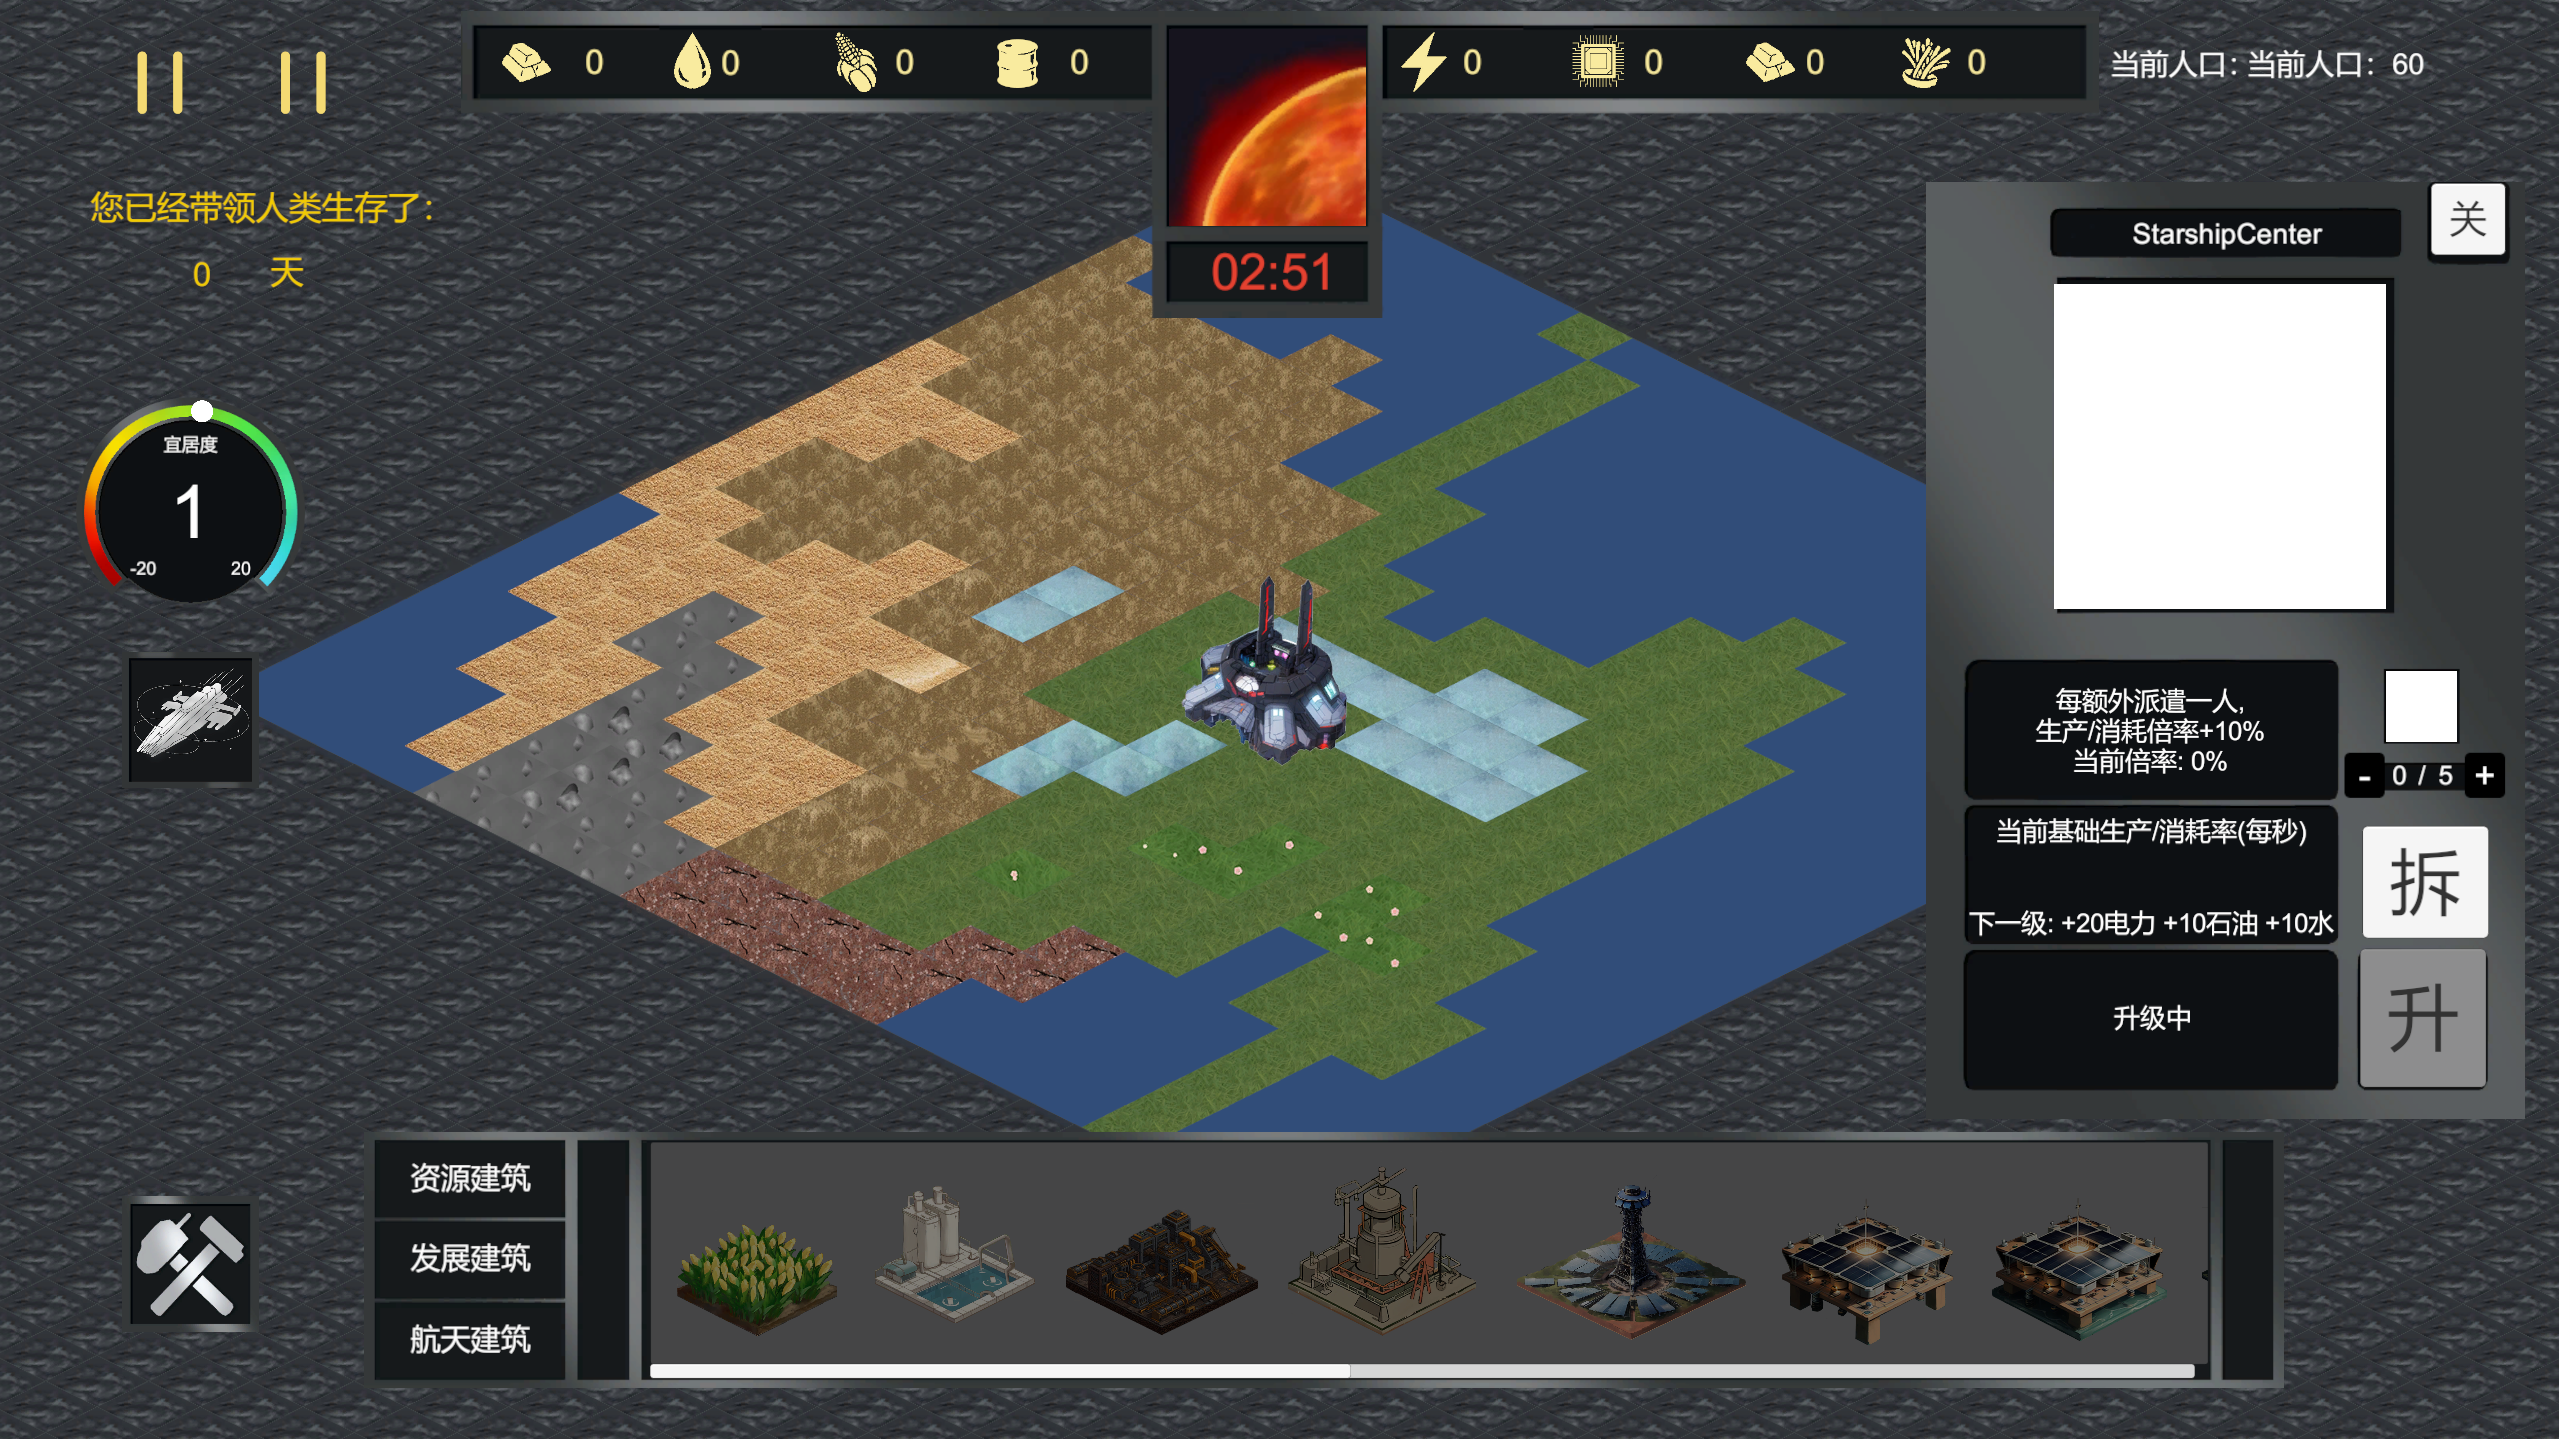 0 0 0 0
0 0 0 0
当前人口: 当前人口: 60
您已经带领人类生存了:
0 天
02:51
宜居度
1
-20 20
StarshipCenter
关
每额外派遣一人,
生产/消耗倍率+10%
当前倍率: 0%
- 0 / 5 +
当前基础生产/消耗率(每秒)
下一级: +20电力 +10石油 +10水
拆
升级中
升
资源建筑
发展建筑
航天建筑